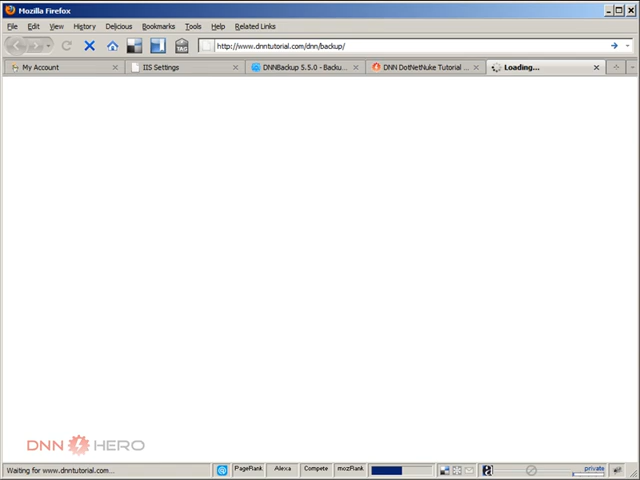 Mozilla Firefox
File Edit View History Delicious Bookmarks Tools Help Related Links
TAG http://www.dnntutorial.com/dnn/backup/
My Account IIS Settings DNNBackup 5.5.0 - Backu... DNN DotNetNuke Tutorial ... Loading...
DNN HERO
Waiting for www.dnntutorial.com... PageRank Alexa Compete mozRank private